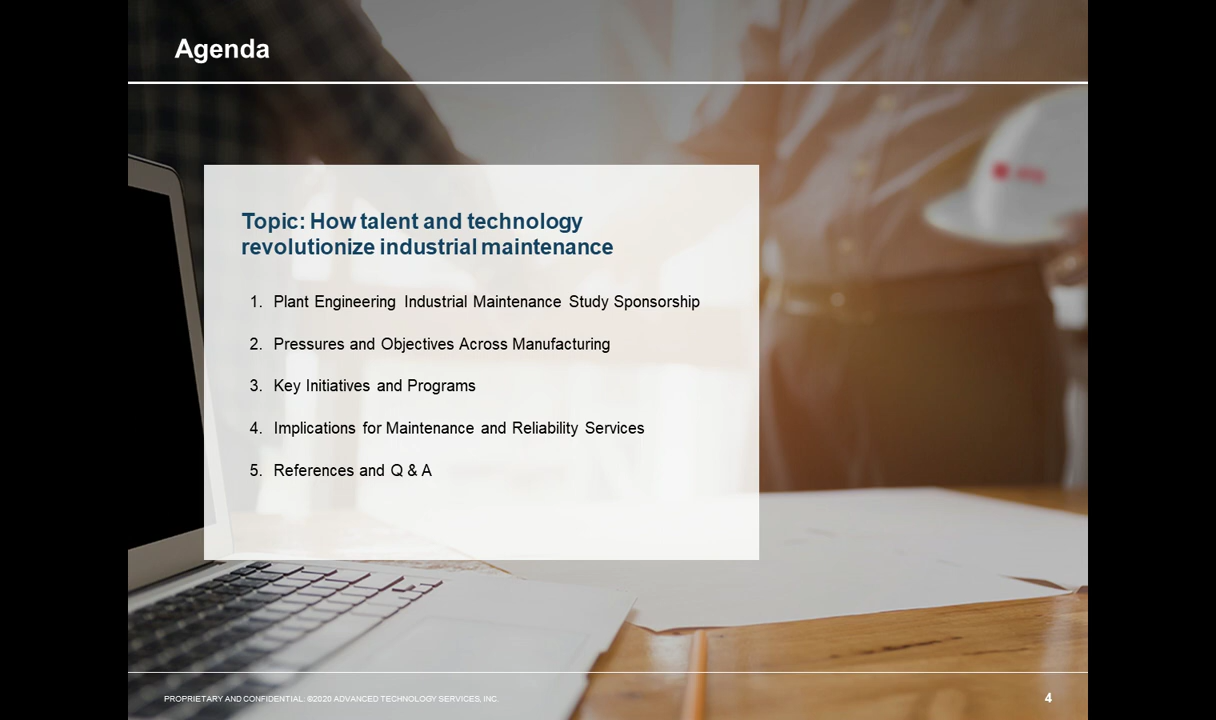 Agenda
Topic: How talent and technology
revolutionize industrial maintenance
1. Plant Engineering Industrial Maintenance Study Sponsorship
2. Pressures and Objectives Across Manufacturing
3. Key Initiatives and Programs
4. Implications for Maintenance and Reliability Services
5. References and Q & A
PROPRIETARY AND CONFIDENTIAL: ©2020 ADVANCED TECHNOLOGY SERVICES, INC.
4